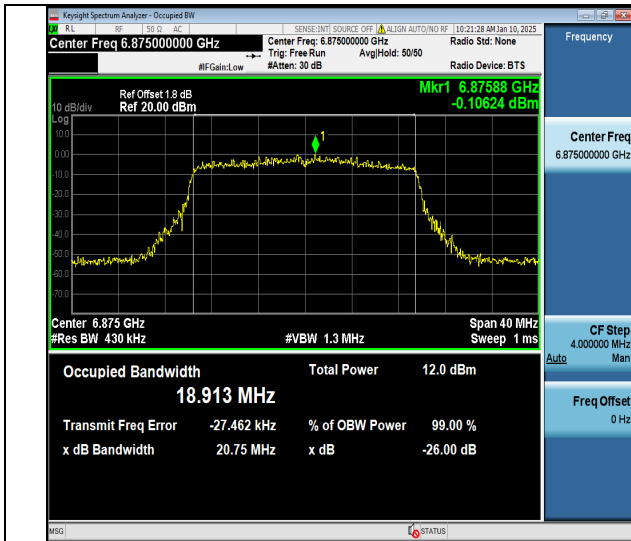 Keysight Spectrum Analyzer - Occupied BW
RL RF 50 Ω AC SENSE:INT SOURCE OFF ALIGN AUTO/NO RF 10:21:28 AM Jan 10, 2025
Center Freq 6.875000000 GHz
Center Freq: 6.875000000 GHz Radio Std: None
Trig: Free Run Avg|Hold: 50/50
#IFGain:Low #Atten: 30 dB Radio Device: BTS
Ref Offset 1.8 dB Mkr1 6.87588 GHz
10 dB/div Ref 20.00 dBm -0.10624 dBm
Log
10.0
0.00
-10.0
-20.0
-30.0
-40.0
-50.0
-60.0
-70.0
1
Center 6.875 GHz Span 40 MHz
#Res BW 430 kHz #VBW 1.3 MHz Sweep 1 ms
Occupied Bandwidth Total Power 12.0 dBm
18.913 MHz
Transmit Freq Error -27.462 kHz % of OBW Power 99.00 %
x dB Bandwidth 20.75 MHz x dB -26.00 dB
MSG STATUS
Frequency
Center Freq
6.875000000 GHz
CF Step
4.000000 MHz
Auto Man
Freq Offset
0 Hz